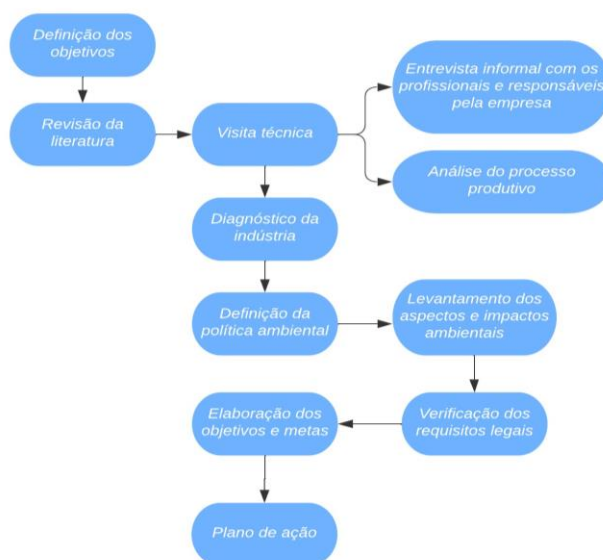 Definição dos
objetivos
Revisão da
literatura
Visita técnica
Entrevista informal com os
profissionais e responsáveis
pela empresa
Análise do processo
produtivo
Diagnóstico da
indústria
Definição da
política ambiental
Levantamento dos
aspectos e impactos
ambientais
Verificação dos
requisitos legais
Elaboração dos
objetivos e metas
Plano de ação